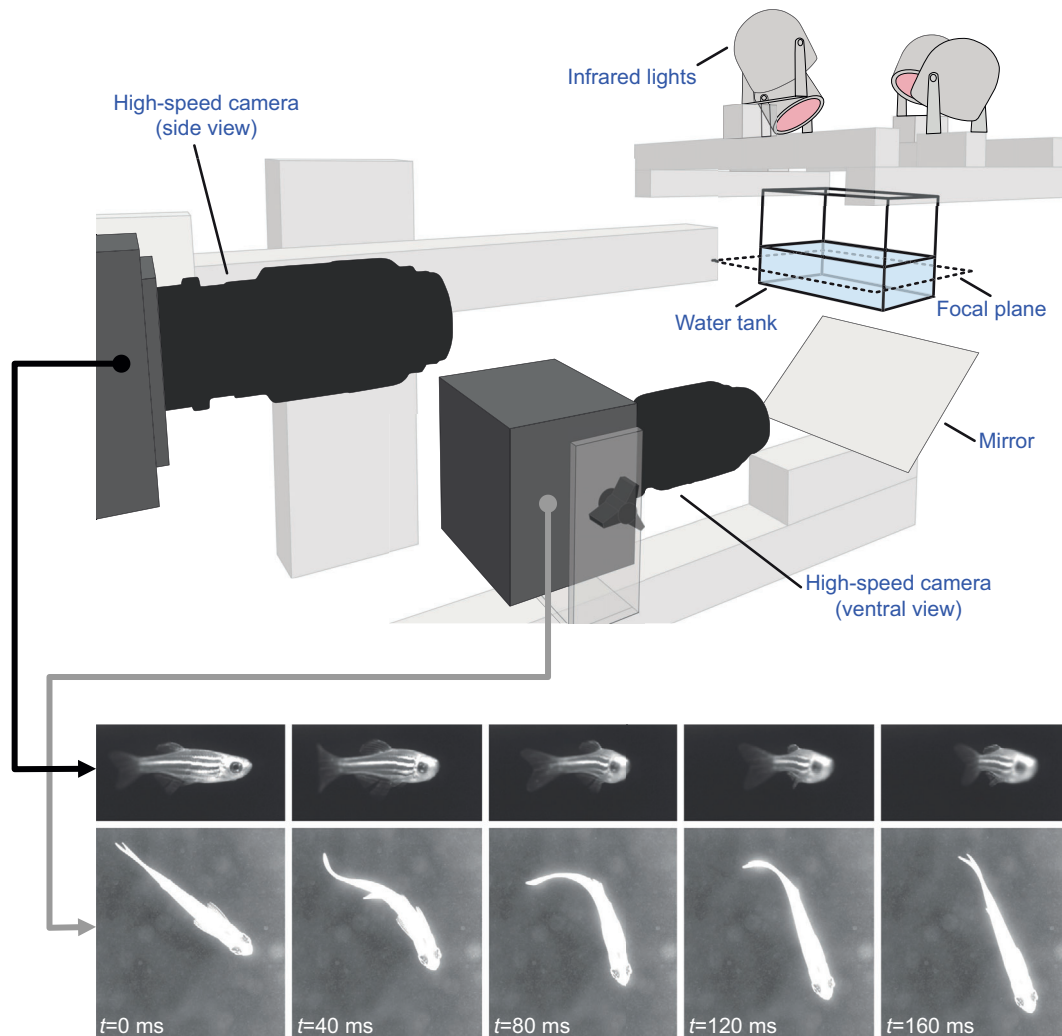 Infrared lights
High-speed camera
(side view)
Water tank
Focal plane
Mirror
High-speed camera
(ventral view)
t=0 ms
t=40 ms
t=80 ms
t=120 ms
t=160 ms